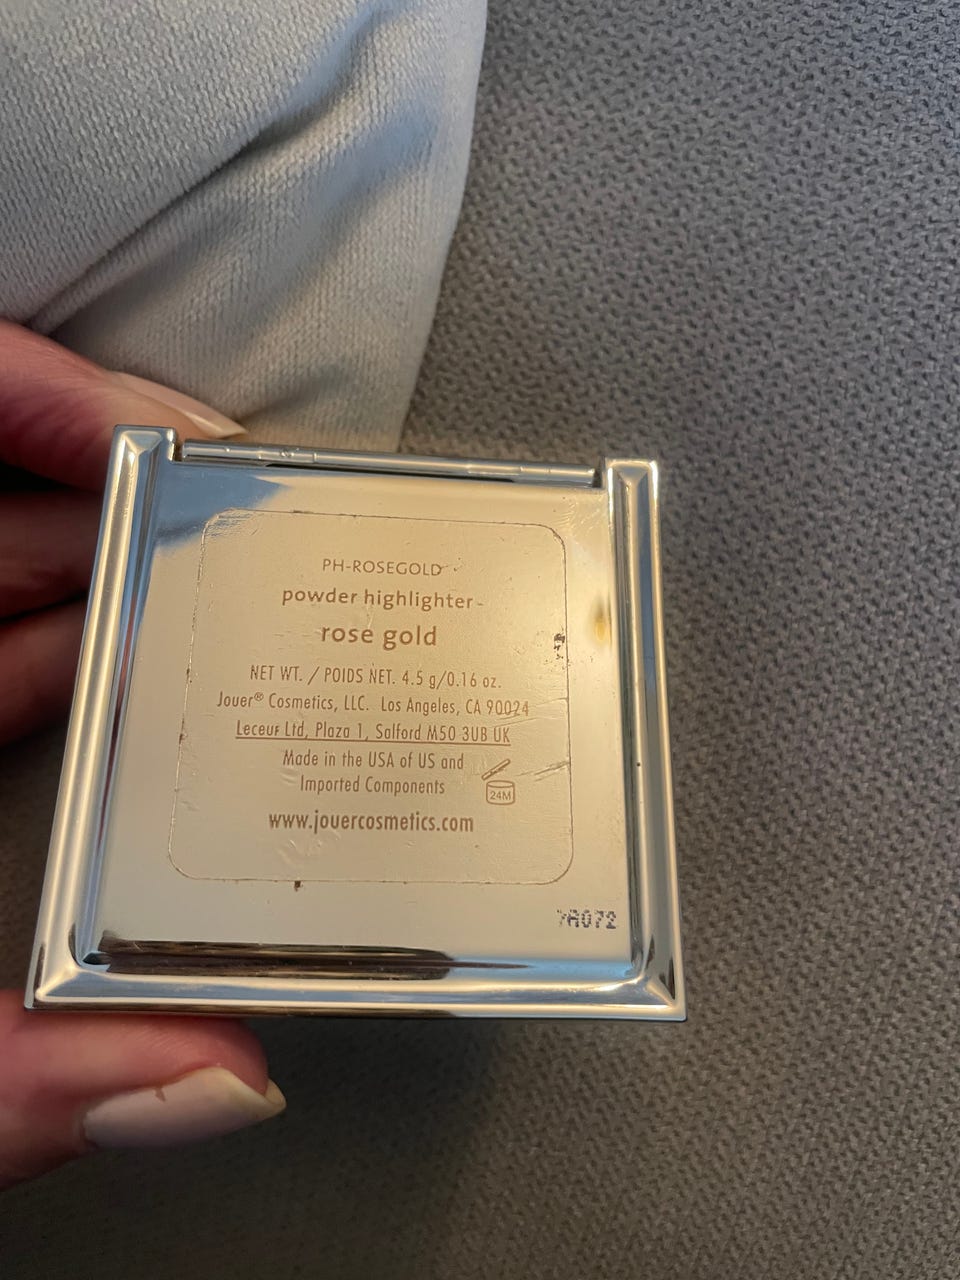 PH-ROSEGOLD
powder highlighter
rose gold
NET WT. / POIDS NET. 4.5 g/0.16 oz.
Jouer® Cosmetics, LLC. Los Angeles, CA 90024
Leceuf Ltd, Plaza 1, Salford M50 3UB UK
Made in the USA of US and
Imported Components
24M
www.jouercosmetics.com
7A072